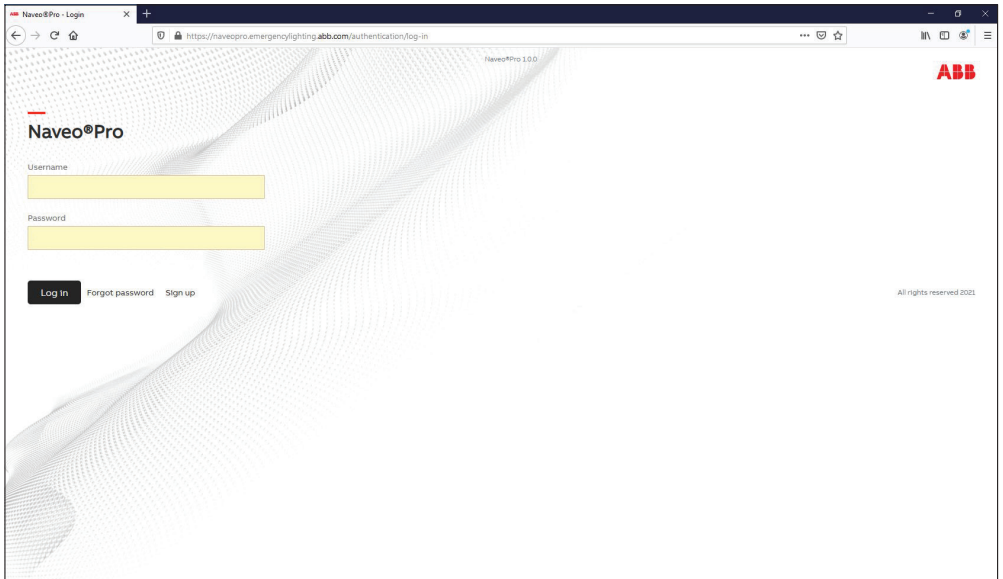 ABB Naveo®Pro - Login
https://naveopro.emergencylighting.abb.com/authentication/log-in
Naveo®Pro 1.0.0
ABB
Naveo®Pro
Username
Password
Log in Forgot password Sign up
All rights reserved 2021